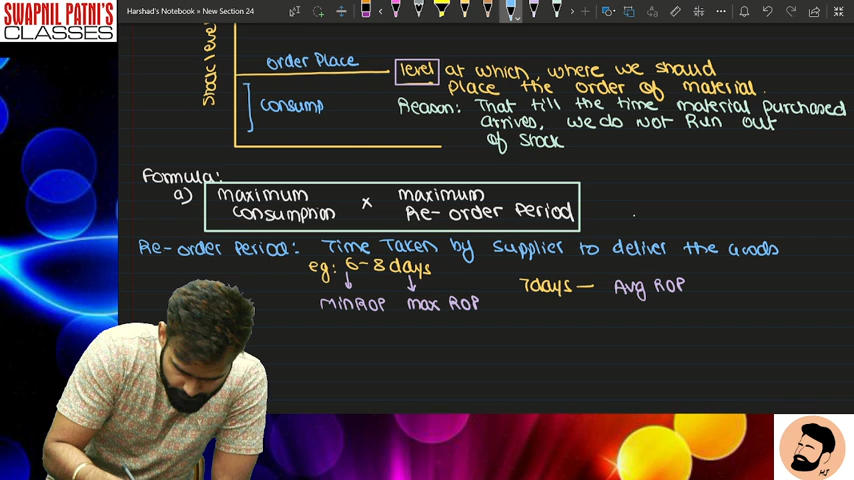 SWAPNIL PATNI'S
CLASSES
Harshad's Notebook » New Section 24
Stock level
order Place
level at which, where we should
place the order of material.
Consump
Reason: That till the time material purchased
arrives, we do not Run out
of stock
Formula:
a) maximum consumption x maximum Re-order Period
Re-order Period: Time Taken by supplier to deliver the Goods
eg: 6-8 days
7days — Avg ROP
Min ROP max ROP
HS